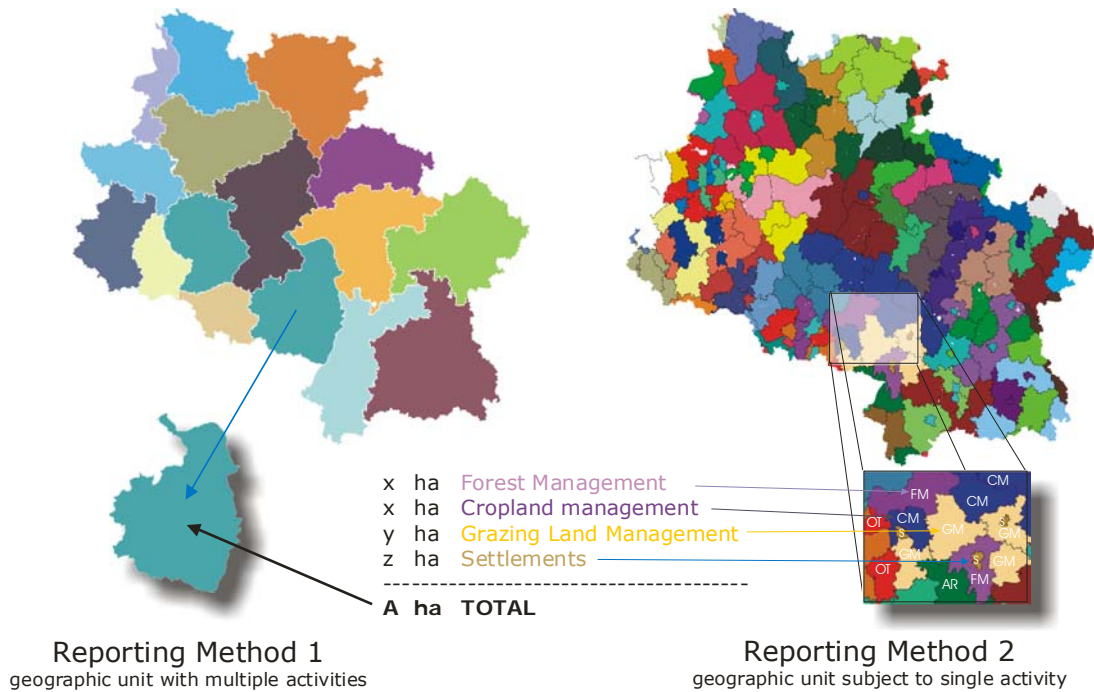 x ha Forest Management
x ha Cropland management
y ha Grazing Land Management
z ha Settlements
------------------------------------------
A ha TOTAL
CM
FM
CM
OT
CM
S
GM
S
GM
GM
S
GM
OT
AR
FM
Reporting Method 1
geographic unit with multiple activities
Reporting Method 2
geographic unit subject to single activity